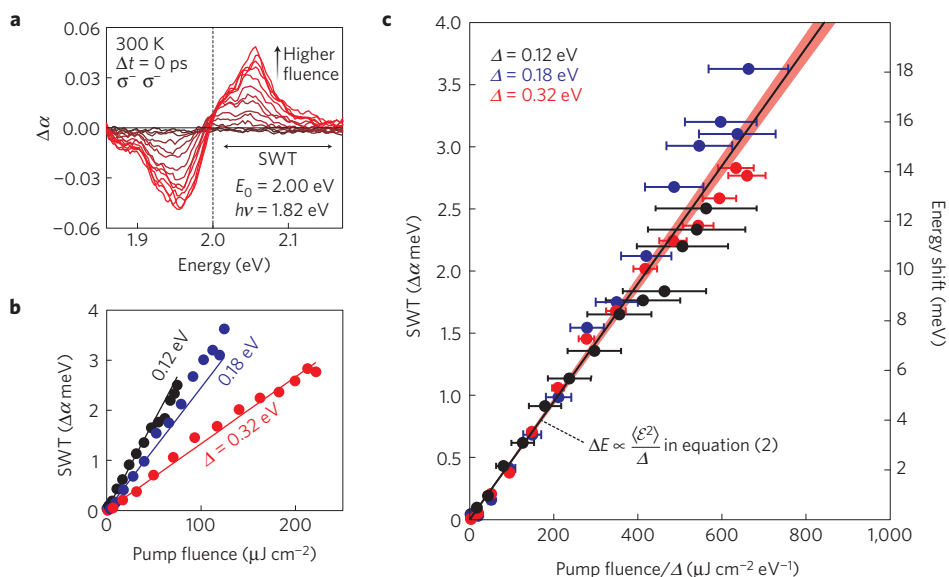 a
0.06
0.03
0.00
−0.03
−0.06
Δα
300 K
Δt = 0 ps
σ⁻ σ⁻
Higher
fluence
SWT
E₀ = 2.00 eV
hν = 1.82 eV
1.9 2.0 2.1
Energy (eV)
b
4
3
2
1
0
SWT (Δα meV)
0.12 eV
0.18 eV
Δ = 0.32 eV
0 100 200
Pump fluence (μJ cm⁻²)
c
4.0
3.5
3.0
2.5
2.0
1.5
1.0
0.5
0
SWT (Δα meV)
Δ = 0.12 eV
Δ = 0.18 eV
Δ = 0.32 eV
ΔE ∝ ⟨ℰ²⟩/Δ in equation (2)
18
16
14
12
10
8
6
4
2
Energy shift (meV)
0 200 400 600 800 1,000
Pump fluence/Δ (μJ cm⁻² eV⁻¹)